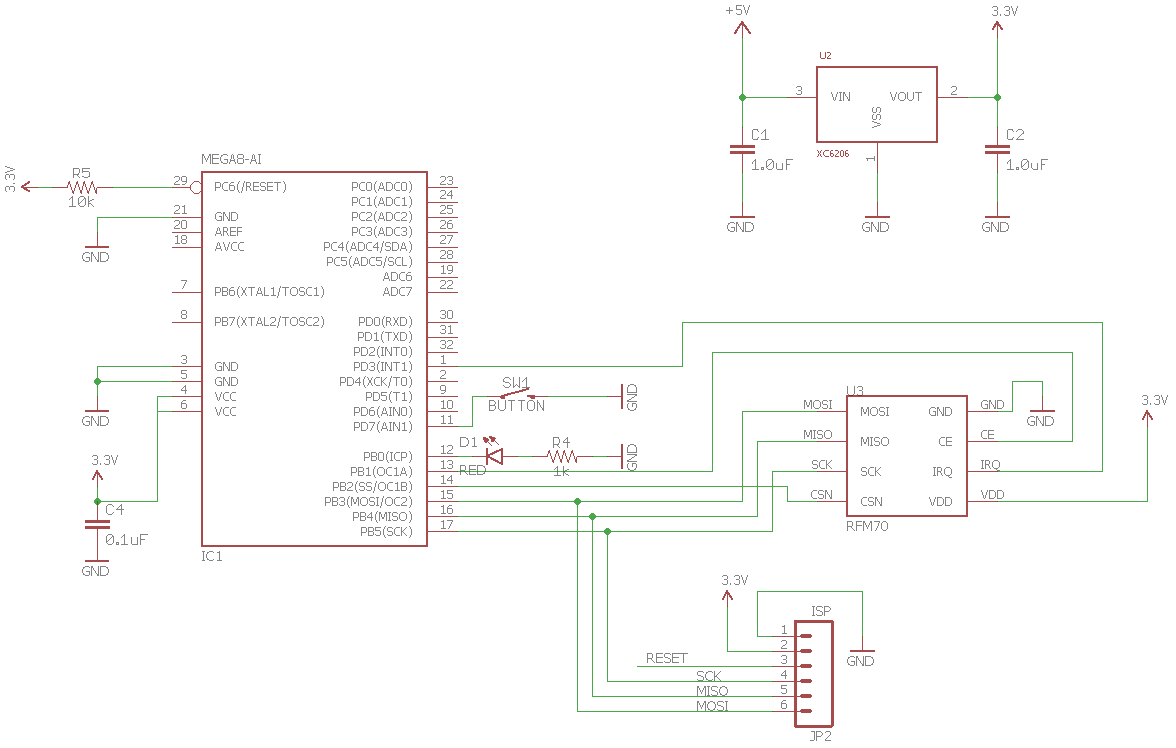 +5V
3.3V
U2
3
VIN
VOUT
2
VSS
C1
1.0uF
XC6206
1
C2
1.0uF
GND
GND
GND
MEGA8-AI
3.3V
R5
10k
29
PC6(/RESET)
21
GND
20
AREF
18
AVCC
GND
7
PB6(XTAL1/TOSC1)
8
PB7(XTAL2/TOSC2)
3
GND
5
GND
4
VCC
6
VCC
GND
3.3V
C4
0.1uF
GND
IC1
PC0(ADC0)
23
PC1(ADC1)
24
PC2(ADC2)
25
PC3(ADC3)
26
PC4(ADC4/SDA)
27
PC5(ADC5/SCL)
28
ADC6
19
ADC7
22
PD0(RXD)
30
PD1(TXD)
31
PD2(INT0)
32
PD3(INT1)
1
PD4(XCK/T0)
2
PD5(T1)
9
PD6(AIN0)
10
PD7(AIN1)
11
PB0(ICP)
12
PB1(OC1A)
13
PB2(SS/OC1B)
14
PB3(MOSI/OC2)
15
PB4(MISO)
16
PB5(SCK)
17
SW1
BUTTON
GND
D1
RED
R4
1k
GND
U3
MOSI
MOSI
GND
GND
MISO
MISO
CE
CE
SCK
SCK
IRQ
IRQ
CSN
CSN
VDD
VDD
RFM70
GND
3.3V
3.3V
ISP
1
2
RESET
3
SCK
4
MISO
5
MOSI
6
GND
JP2